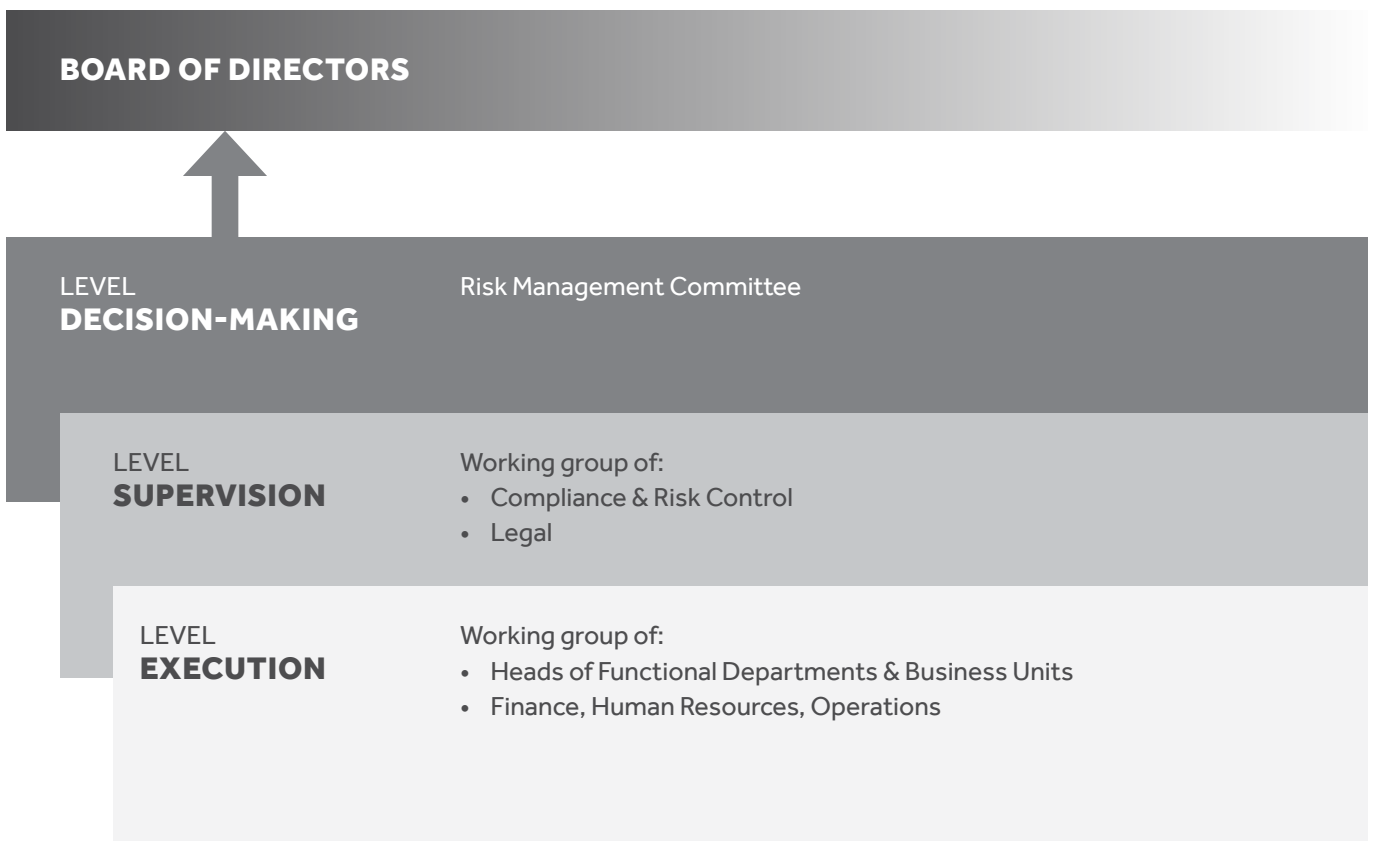 BOARD OF DIRECTORS
LEVEL
DECISION-MAKING
Risk Management Committee
LEVEL
SUPERVISION
Working group of:
• Compliance & Risk Control
• Legal
LEVEL
EXECUTION
Working group of:
• Heads of Functional Departments & Business Units
• Finance, Human Resources, Operations